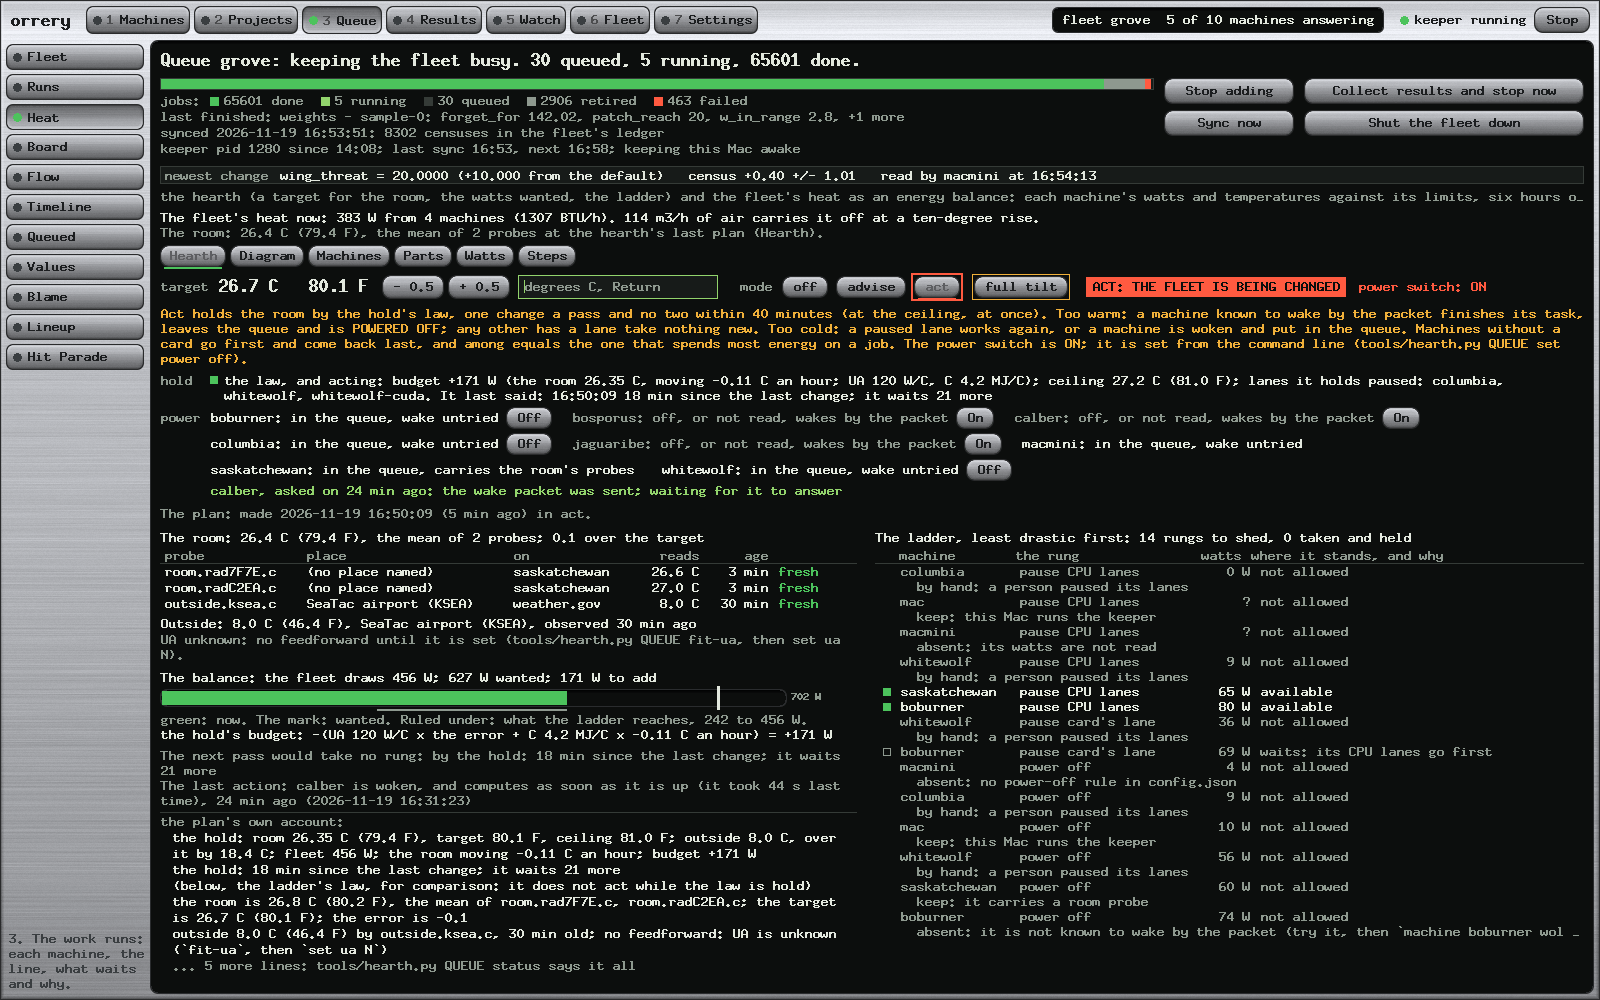 orrery
1 Machines
2 Projects
3 Queue
4 Results
5 Watch
6 Fleet
7 Settings
fleet grove 5 of 10 machines answering
keeper running
Stop
Fleet
Runs
Heat
Board
Flow
Timeline
Queued
Values
Blame
Lineup
Hit Parade
3. The work runs:
each machine, the
line, what waits
and why.
Queue grove: keeping the fleet busy. 30 queued, 5 running, 65601 done.
jobs: 65601 done 5 running 30 queued 2906 retired 463 failed
last finished: weights - sample-0: forget_for 142.02, patch_reach 20, w_in_range 2.8, +1 more
synced 2026-11-19 16:53:51: 8302 censuses in the fleet's ledger
keeper pid 1280 since 14:08; last sync 16:53, next 16:58; keeping this Mac awake
Stop adding
Collect results and stop now
Sync now
Shut the fleet down
newest change wing_threat = 20.0000 (+10.000 from the default) census +0.40 +/- 1.01 read by macmini at 16:54:13
the hearth (a target for the room, the watts wanted, the ladder) and the fleet's heat as an energy balance: each machine's watts and temperatures against its limits, six hours o…
The fleet's heat now: 383 W from 4 machines (1307 BTU/h). 114 m3/h of air carries it off at a ten-degree rise.
The room: 26.4 C (79.4 F), the mean of 2 probes at the hearth's last plan (Hearth).
Hearth
Diagram
Machines
Parts
Watts
Steps
target 26.7 C 80.1 F - 0.5 + 0.5 degrees C, Return mode off advise act full tilt ACT: THE FLEET IS BEING CHANGED power switch: ON
Act holds the room by the hold's law, one change a pass and no two within 40 minutes (at the ceiling, at once). Too warm: a machine known to wake by the packet finishes its task,
leaves the queue and is POWERED OFF; any other has a lane take nothing new. Too cold: a paused lane works again, or a machine is woken and put in the queue. Machines without a
card go first and come back last, and among equals the one that spends most energy on a job. The power switch is ON; it is set from the command line (tools/hearth.py QUEUE set
power off).
hold the law, and acting: budget +171 W (the room 26.35 C, moving -0.11 C an hour; UA 120 W/C, C 4.2 MJ/C); ceiling 27.2 C (81.0 F); lanes it holds paused: columbia,
whitewolf, whitewolf-cuda. It last said: 16:50:09 18 min since the last change; it waits 21 more
power boburner: in the queue, wake untried Off bosporus: off, or not read, wakes by the packet On calber: off, or not read, wakes by the packet On
columbia: in the queue, wake untried Off jaguaribe: off, or not read, wakes by the packet On macmini: in the queue, wake untried
saskatchewan: in the queue, carries the room's probes whitewolf: in the queue, wake untried Off
calber, asked on 24 min ago: the wake packet was sent; waiting for it to answer
The plan: made 2026-11-19 16:50:09 (5 min ago) in act.
The room: 26.4 C (79.4 F), the mean of 2 probes; 0.1 over the target
probe place on reads age
room.rad7F7E.c (no place named) saskatchewan 26.6 C 3 min fresh
room.radC2EA.c (no place named) saskatchewan 27.0 C 3 min fresh
outside.ksea.c SeaTac airport (KSEA) weather.gov 8.0 C 30 min fresh
Outside: 8.0 C (46.4 F), SeaTac airport (KSEA), observed 30 min ago
UA unknown: no feedforward until it is set (tools/hearth.py QUEUE fit-ua, then set ua
N).
The balance: the fleet draws 456 W; 627 W wanted; 171 W to add
702 W
green: now. The mark: wanted. Ruled under: what the ladder reaches, 242 to 456 W.
the hold's budget: -(UA 120 W/C x the error + C 4.2 MJ/C x -0.11 C an hour) = +171 W
The next pass would take no rung: by the hold: 18 min since the last change; it waits
21 more
The last action: calber is woken, and computes as soon as it is up (it took 44 s last
time), 24 min ago (2026-11-19 16:31:23)
the plan's own account:
the hold: room 26.35 C (79.4 F), target 80.1 F, ceiling 81.0 F; outside 8.0 C, over
it by 18.4 C; fleet 456 W; the room moving -0.11 C an hour; budget +171 W
the hold: 18 min since the last change; it waits 21 more
(below, the ladder's law, for comparison: it does not act while the law is hold)
the room is 26.8 C (80.2 F), the mean of room.rad7F7E.c, room.radC2EA.c; the target
is 26.7 C (80.1 F); the error is -0.1
outside 8.0 C (46.4 F) by outside.ksea.c, 30 min old; no feedforward: UA is unknown
(`fit-ua`, then `set ua N`)
... 5 more lines: tools/hearth.py QUEUE status says it all
The ladder, least drastic first: 14 rungs to shed, 0 taken and held
machine the rung watts where it stands, and why
columbia pause CPU lanes 0 W not allowed
by hand: a person paused its lanes
mac pause CPU lanes ? not allowed
keep: this Mac runs the keeper
macmini pause CPU lanes ? not allowed
absent: its watts are not read
whitewolf pause CPU lanes 9 W not allowed
by hand: a person paused its lanes
saskatchewan pause CPU lanes 65 W available
boburner pause CPU lanes 80 W available
whitewolf pause card's lane 36 W not allowed
by hand: a person paused its lanes
boburner pause card's lane 69 W waits: its CPU lanes go first
macmini power off 4 W not allowed
absent: no power-off rule in config.json
columbia power off 9 W not allowed
by hand: a person paused its lanes
mac power off 10 W not allowed
keep: this Mac runs the keeper
whitewolf power off 56 W not allowed
by hand: a person paused its lanes
saskatchewan power off 60 W not allowed
keep: it carries a room probe
boburner power off 74 W not allowed
absent: it is not known to wake by the packet (try it, then `machine boburner wol …